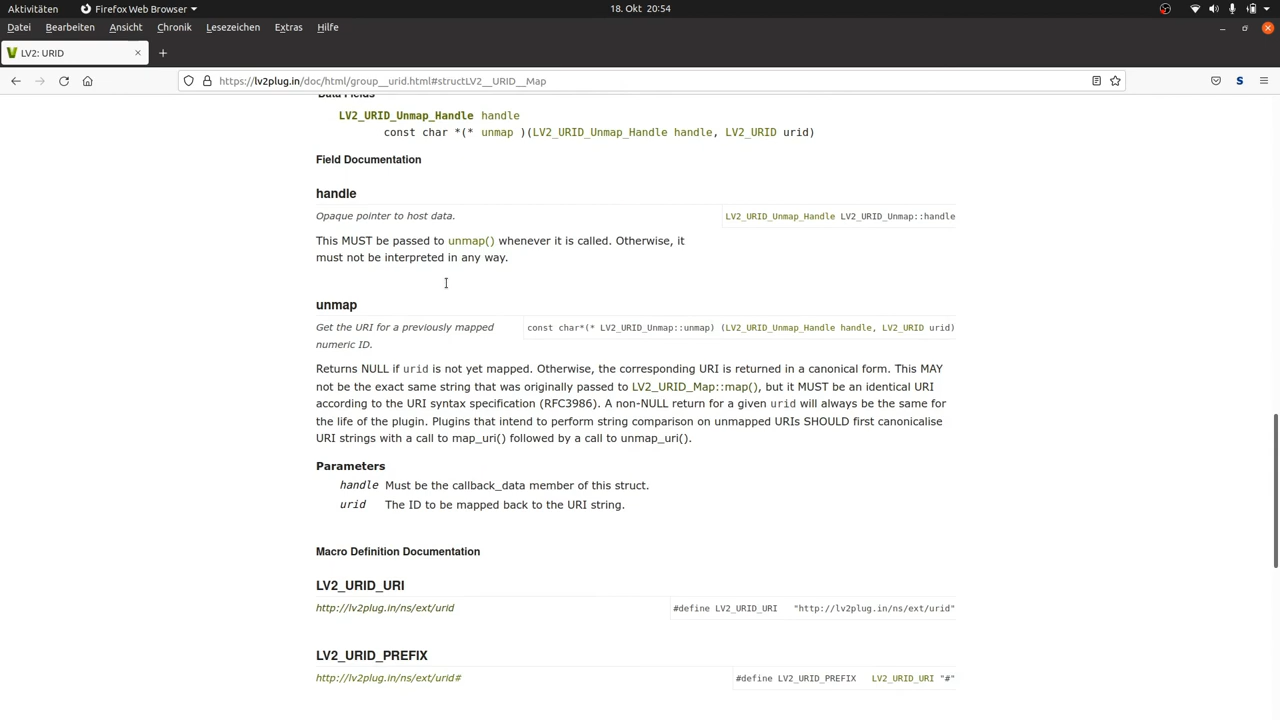 Aktivitäten Firefox Web Browser 18. Okt 20:54
Datei Bearbeiten Ansicht Chronik Lesezeichen Extras Hilfe
LV2: URID
https://lv2plug.in/doc/html/group__urid.html#structLV2__URID__Map
Data Fields
LV2_URID_Unmap_Handle handle
const char *(* unmap )(LV2_URID_Unmap_Handle handle, LV2_URID urid)
Field Documentation
handle
Opaque pointer to host data. LV2_URID_Unmap_Handle LV2_URID_Unmap::handle
This MUST be passed to unmap() whenever it is called. Otherwise, it
must not be interpreted in any way.
unmap
Get the URI for a previously mapped const char*(* LV2_URID_Unmap::unmap) (LV2_URID_Unmap_Handle handle, LV2_URID urid)
numeric ID.
Returns NULL if urid is not yet mapped. Otherwise, the corresponding URI is returned in a canonical form. This MAY
not be the exact same string that was originally passed to LV2_URID_Map::map(), but it MUST be an identical URI
according to the URI syntax specification (RFC3986). A non-NULL return for a given urid will always be the same for
the life of the plugin. Plugins that intend to perform string comparison on unmapped URIs SHOULD first canonicalise
URI strings with a call to map_uri() followed by a call to unmap_uri().
Parameters
handle Must be the callback_data member of this struct.
urid The ID to be mapped back to the URI string.
Macro Definition Documentation
LV2_URID_URI
http://lv2plug.in/ns/ext/urid #define LV2_URID_URI "http://lv2plug.in/ns/ext/urid"
LV2_URID_PREFIX
http://lv2plug.in/ns/ext/urid# #define LV2_URID_PREFIX LV2_URID_URI "#"